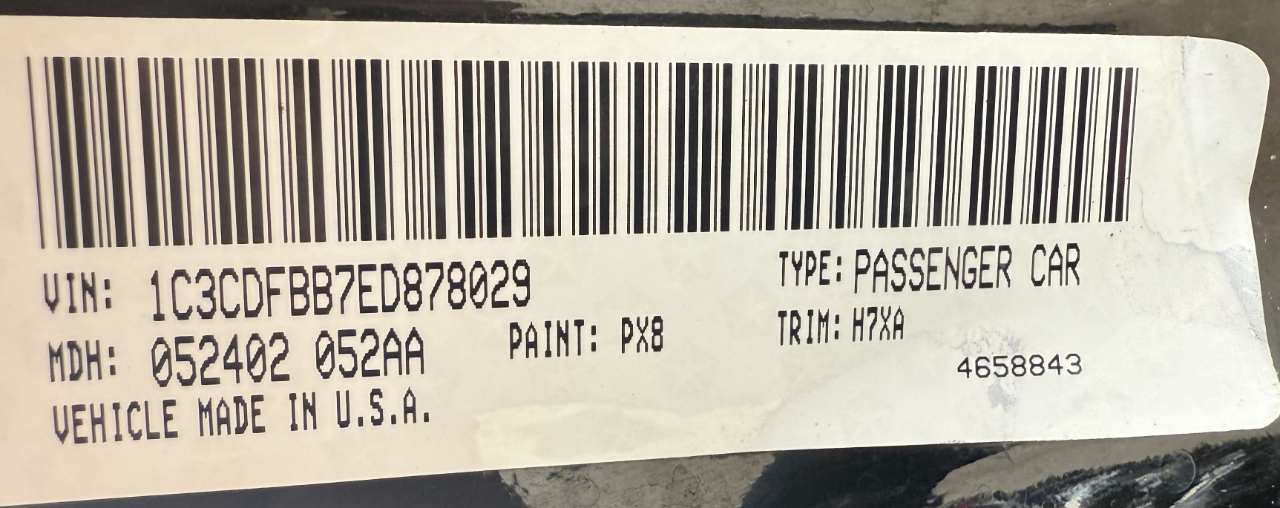 VIN: 1C3CDFBB7ED878029 TYPE: PASSENGER CAR
MDH: 052402 052AA PAINT: PX8 TRIM: H7XA
4658843
VEHICLE MADE IN U.S.A.